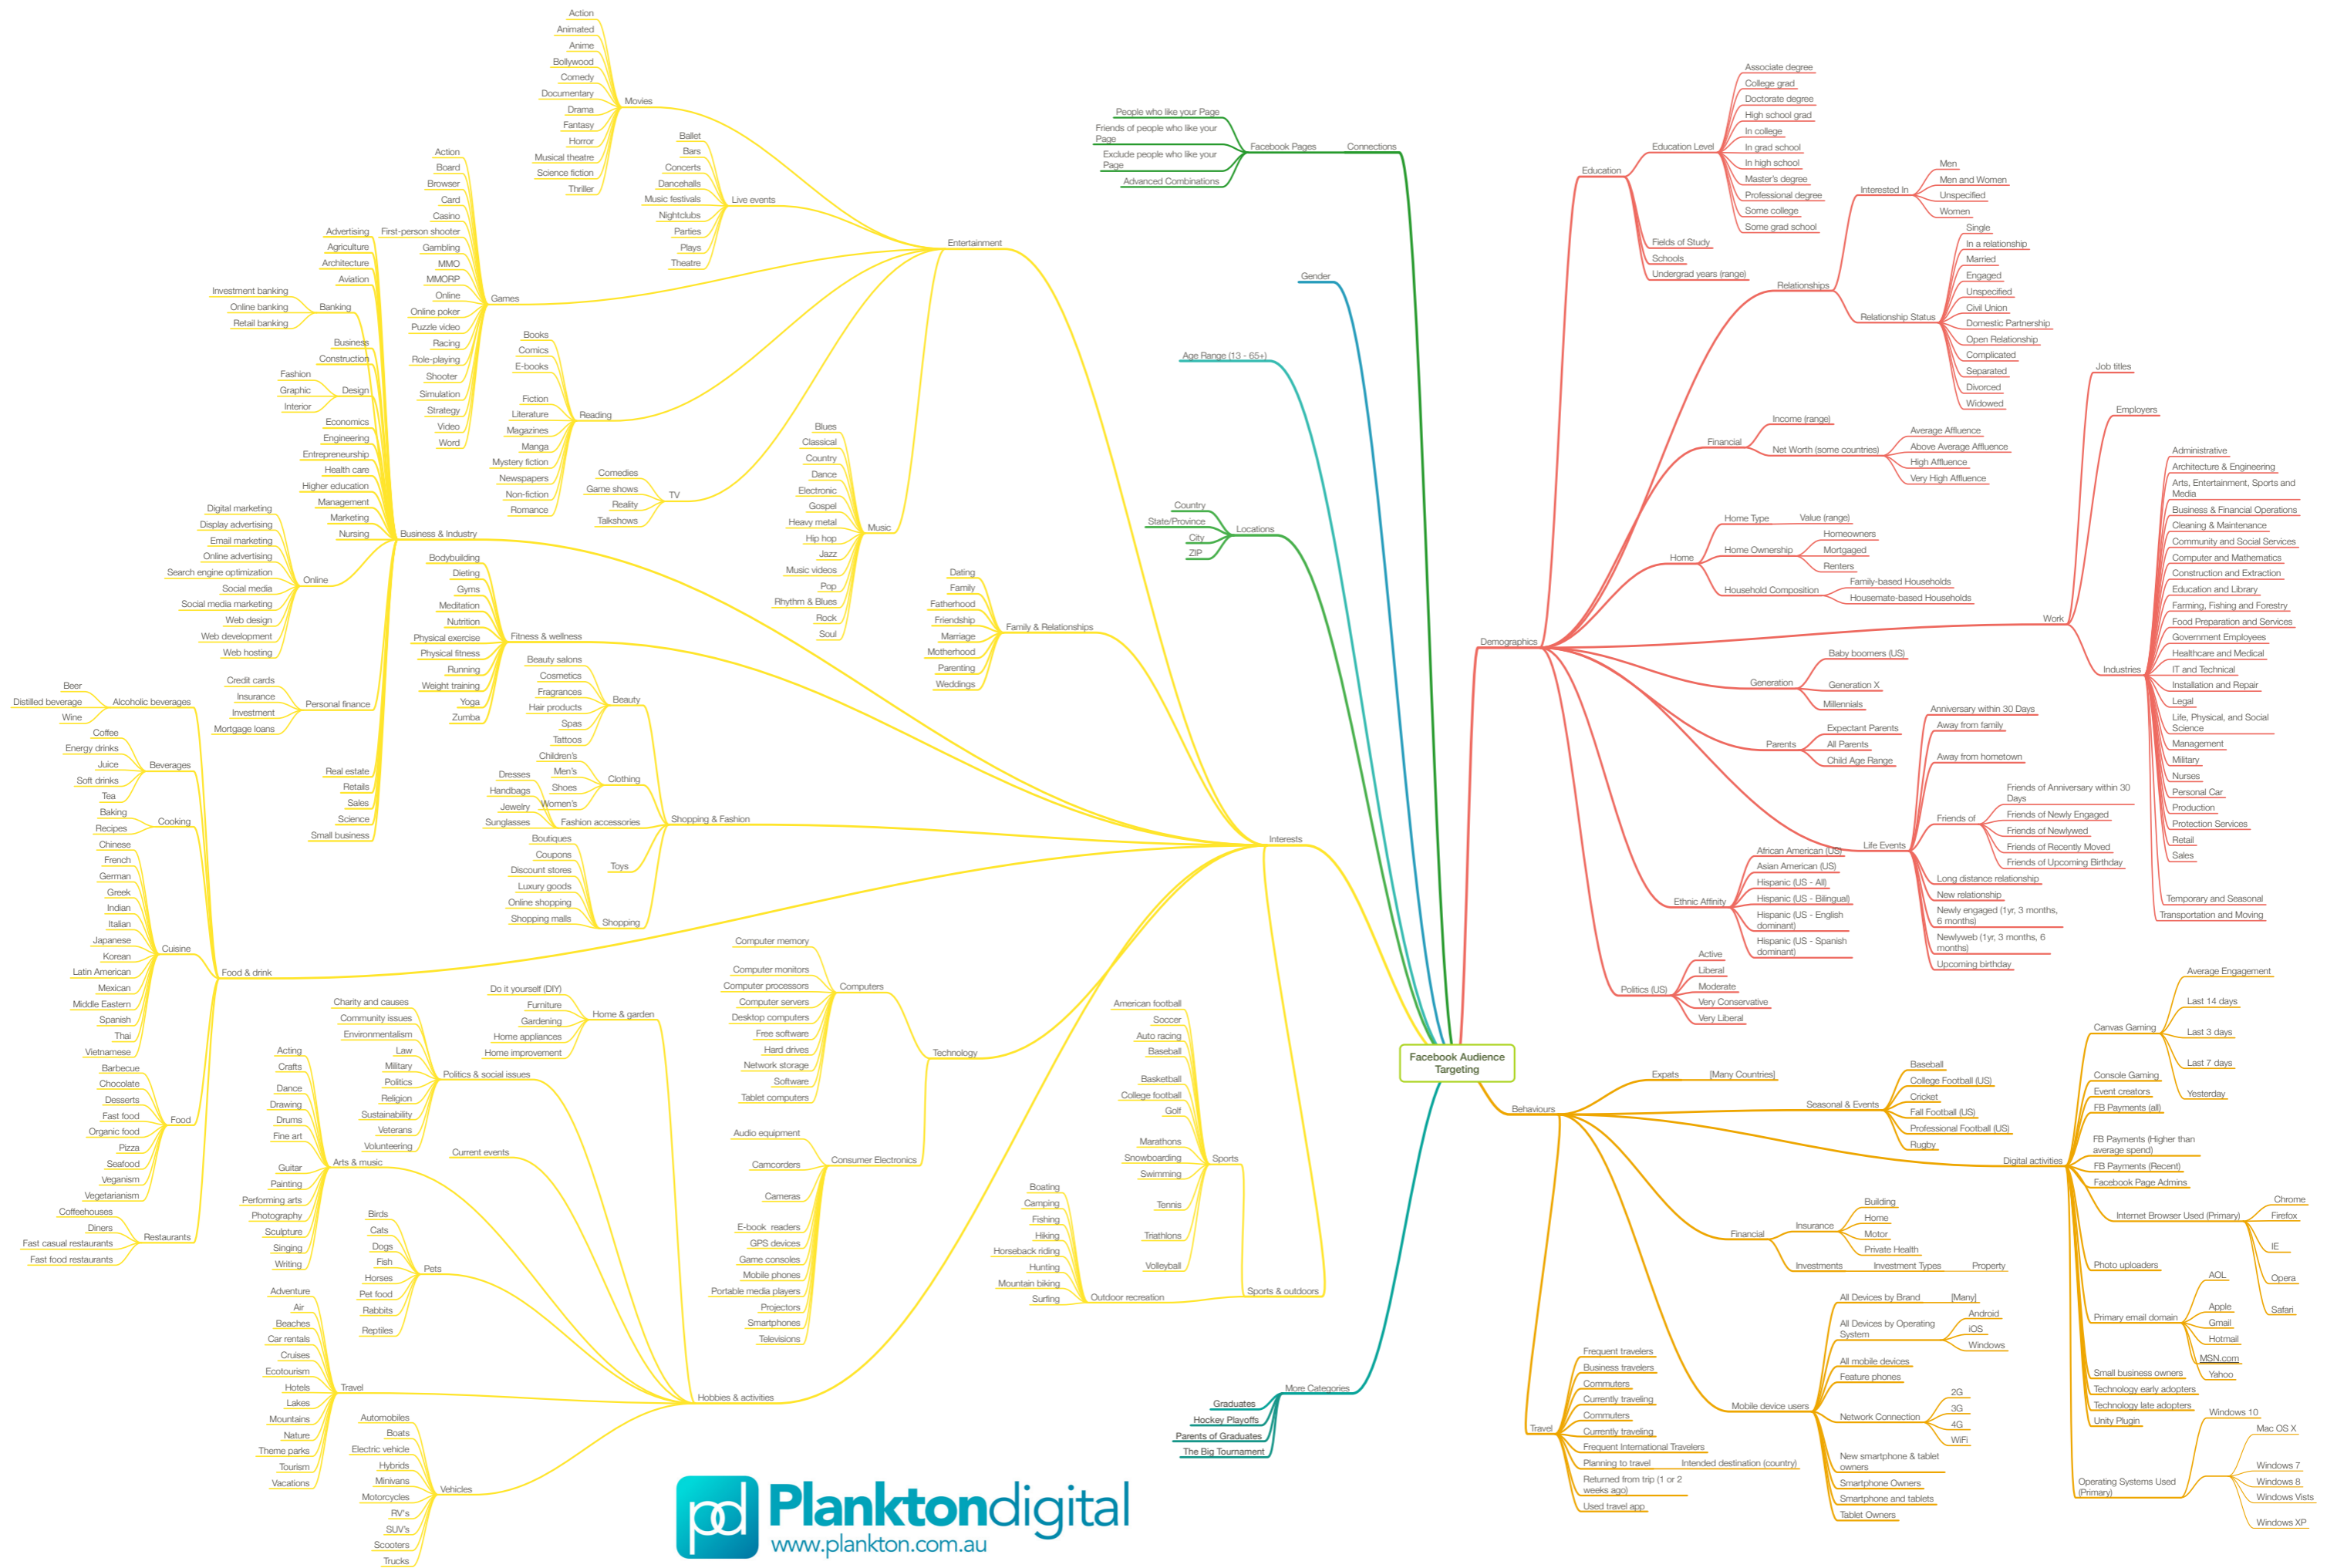 Facebook Audience
Targeting
Connections
Facebook Pages
People who like your Page
Friends of people who like your
Page
Exclude people who like your
Page
Advanced Combinations
Gender
Age Range (13 - 65+)
Locations
Country
State/Province
City
ZIP
Interests
Entertainment
Movies
Action
Animated
Anime
Bollywood
Comedy
Documentary
Drama
Fantasy
Horror
Musical theatre
Science fiction
Thriller
Live events
Ballet
Bars
Concerts
Dancehalls
Music festivals
Nightclubs
Parties
Plays
Theatre
Games
Action
Board
Browser
Card
Casino
First-person shooter
Gambling
MMO
MMORP
Online
Online poker
Puzzle video
Racing
Role-playing
Shooter
Simulation
Strategy
Video
Word
Reading
Books
Comics
E-books
Fiction
Literature
Magazines
Manga
Mystery fiction
Newspapers
Non-fiction
Romance
TV
Comedies
Game shows
Reality
Talkshows
Music
Blues
Classical
Country
Dance
Electronic
Gospel
Heavy metal
Hip hop
Jazz
Music videos
Pop
Rhythm & Blues
Rock
Soul
Family & Relationships
Dating
Family
Fatherhood
Friendship
Marriage
Motherhood
Parenting
Weddings
Business & Industry
Advertising
Agriculture
Architecture
Aviation
Banking
Investment banking
Online banking
Retail banking
Business
Construction
Design
Fashion
Graphic
Interior
Economics
Engineering
Entrepreneurship
Health care
Higher education
Management
Marketing
Nursing
Online
Digital marketing
Display advertising
Email marketing
Online advertising
Search engine optimization
Social media
Social media marketing
Web design
Web development
Web hosting
Personal finance
Credit cards
Insurance
Investment
Mortgage loans
Real estate
Retails
Sales
Science
Small business
Fitness & wellness
Bodybuilding
Dieting
Gyms
Meditation
Nutrition
Physical exercise
Physical fitness
Running
Weight training
Yoga
Zumba
Shopping & Fashion
Beauty
Beauty salons
Cosmetics
Fragrances
Hair products
Spas
Tattoos
Clothing
Children's
Men's
Shoes
Women's
Fashion accessories
Dresses
Handbags
Jewelry
Sunglasses
Toys
Shopping
Boutiques
Coupons
Discount stores
Luxury goods
Online shopping
Shopping malls
Food & drink
Alcoholic beverages
Beer
Distilled beverage
Wine
Beverages
Coffee
Energy drinks
Juice
Soft drinks
Tea
Cooking
Baking
Recipes
Cuisine
Chinese
French
German
Greek
Indian
Italian
Japanese
Korean
Latin American
Mexican
Middle Eastern
Spanish
Thai
Vietnamese
Food
Barbecue
Chocolate
Desserts
Fast food
Organic food
Pizza
Seafood
Veganism
Vegetarianism
Restaurants
Coffeehouses
Diners
Fast casual restaurants
Fast food restaurants
Technology
Computers
Computer memory
Computer monitors
Computer processors
Computer servers
Desktop computers
Free software
Hard drives
Network storage
Software
Tablet computers
Consumer Electronics
Audio equipment
Camcorders
Cameras
E-book readers
GPS devices
Game consoles
Mobile phones
Portable media players
Projectors
Smartphones
Televisions
Hobbies & activities
Home & garden
Do it yourself (DIY)
Furniture
Gardening
Home appliances
Home improvement
Politics & social issues
Charity and causes
Community issues
Environmentalism
Law
Military
Politics
Religion
Sustainability
Veterans
Volunteering
Current events
Arts & music
Acting
Crafts
Dance
Drawing
Drums
Fine art
Guitar
Painting
Performing arts
Photography
Sculpture
Singing
Writing
Pets
Birds
Cats
Dogs
Fish
Horses
Pet food
Rabbits
Reptiles
Travel
Adventure
Air
Beaches
Car rentals
Cruises
Ecotourism
Hotels
Lakes
Mountains
Nature
Theme parks
Tourism
Vacations
Vehicles
Automobiles
Boats
Electric vehicle
Hybrids
Minivans
Motorcycles
RV's
SUV's
Scooters
Trucks
Sports & outdoors
Sports
American football
Soccer
Auto racing
Baseball
Basketball
College football
Golf
Marathons
Snowboarding
Swimming
Tennis
Triathlons
Volleyball
Outdoor recreation
Boating
Camping
Fishing
Hiking
Horseback riding
Hunting
Mountain biking
Surfing
More Categories
Graduates
Hockey Playoffs
Parents of Graduates
The Big Tournament
Demographics
Education
Education Level
Associate degree
College grad
Doctorate degree
High school grad
In college
In grad school
In high school
Master's degree
Professional degree
Some college
Some grad school
Fields of Study
Schools
Undergrad years (range)
Relationships
Interested In
Men
Men and Women
Unspecified
Women
Relationship Status
Single
In a relationship
Married
Engaged
Unspecified
Civil Union
Domestic Partnership
Open Relationship
Complicated
Separated
Divorced
Widowed
Financial
Income (range)
Net Worth (some countries)
Average Affluence
Above Average Affluence
High Affluence
Very High Affluence
Home
Home Type
Value (range)
Home Ownership
Homeowners
Mortgaged
Renters
Household Composition
Family-based Households
Housemate-based Households
Work
Job titles
Employers
Industries
Administrative
Architecture & Engineering
Arts, Entertainment, Sports and
Media
Business & Financial Operations
Cleaning & Maintenance
Community and Social Services
Computer and Mathematics
Construction and Extraction
Education and Library
Farming, Fishing and Forestry
Food Preparation and Services
Government Employees
Healthcare and Medical
IT and Technical
Installation and Repair
Legal
Life, Physical, and Social
Science
Management
Military
Nurses
Personal Car
Production
Protection Services
Retail
Sales
Temporary and Seasonal
Transportation and Moving
Generation
Baby boomers (US)
Generation X
Millennials
Parents
Expectant Parents
All Parents
Child Age Range
Life Events
Anniversary within 30 Days
Away from family
Away from hometown
Friends of
Friends of Anniversary within 30
Days
Friends of Newly Engaged
Friends of Newlywed
Friends of Recently Moved
Friends of Upcoming Birthday
Long distance relationship
New relationship
Newly engaged (1yr, 3 months,
6 months)
Newlyweb (1yr, 3 months, 6
months)
Upcoming birthday
Ethnic Affinity
African American (US)
Asian American (US)
Hispanic (US - All)
Hispanic (US - Bilingual)
Hispanic (US - English
dominant)
Hispanic (US - Spanish
dominant)
Politics (US)
Active
Liberal
Moderate
Very Conservative
Very Liberal
Behaviours
Expats
[Many Countries]
Seasonal & Events
Baseball
College Football (US)
Cricket
Fall Football (US)
Professional Football (US)
Rugby
Digital activities
Canvas Gaming
Average Engagement
Last 14 days
Last 3 days
Last 7 days
Yesterday
Console Gaming
Event creators
FB Payments (all)
FB Payments (Higher than
average spend)
FB Payments (Recent)
Facebook Page Admins
Internet Browser Used (Primary)
Chrome
Firefox
IE
Opera
Safari
Photo uploaders
Primary email domain
AOL
Apple
Gmail
Hotmail
MSN.com
Yahoo
Small business owners
Technology early adopters
Technology late adopters
Unity Plugin
Operating Systems Used
(Primary)
Windows 10
Mac OS X
Windows 7
Windows 8
Windows Vists
Windows XP
Financial
Insurance
Building
Home
Motor
Private Health
Investments
Investment Types
Property
Mobile device users
All Devices by Brand
[Many]
All Devices by Operating
System
Android
iOS
Windows
All mobile devices
Feature phones
Network Connection
2G
3G
4G
WiFi
New smartphone & tablet
owners
Smartphone Owners
Smartphone and tablets
Tablet Owners
Travel
Frequent travelers
Business travelers
Commuters
Currently traveling
Commuters
Currently traveling
Frequent International Travelers
Planning to travel
Intended destination (country)
Returned from trip (1 or 2
weeks ago)
Used travel app
pd
Planktondigital
www.plankton.com.au